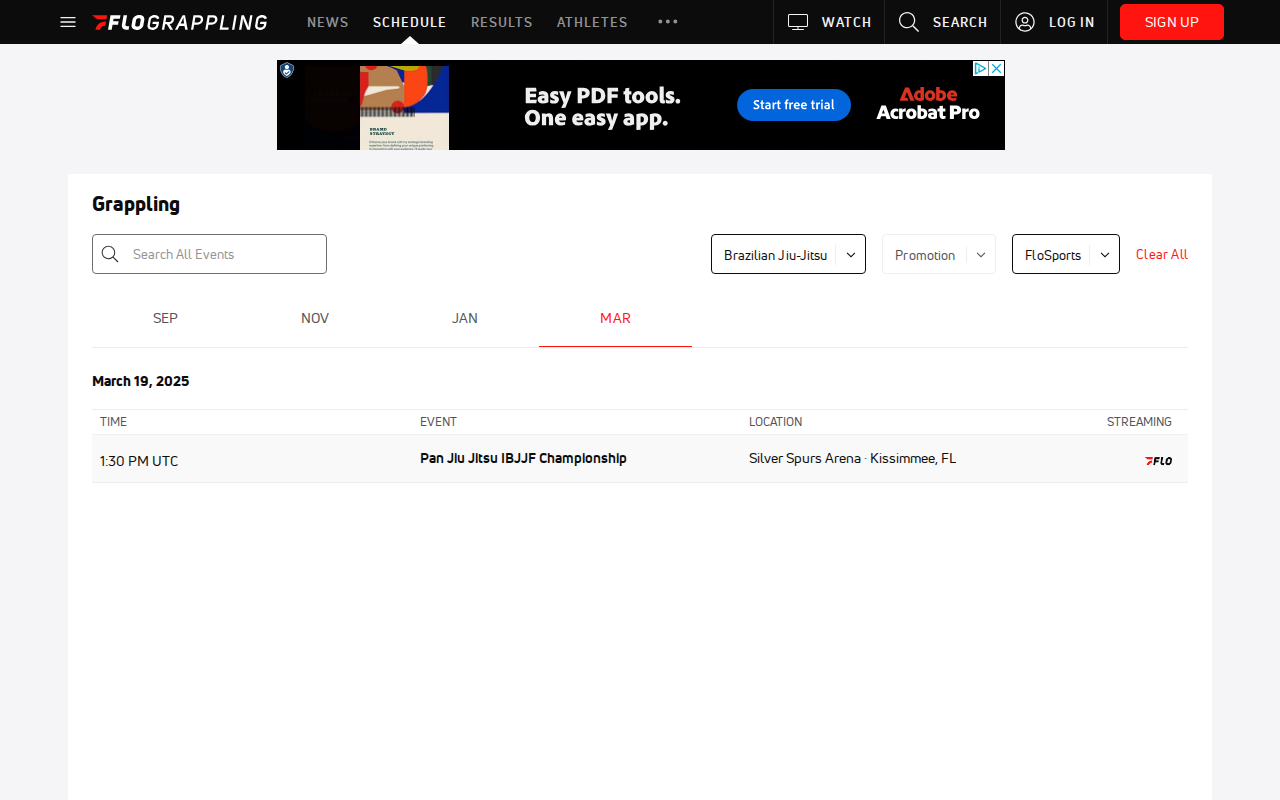 FLOGRAPPLING
NEWS
SCHEDULE
RESULTS
ATHLETES
WATCH
SEARCH
LOG IN
SIGN UP
Easy PDF tools.
One easy app.
Start free trial
Adobe
Acrobat Pro
BRAND
STRATEGY
Grappling
Search All Events
Brazilian Jiu-Jitsu
Promotion
FloSports
Clear All
SEP
NOV
JAN
MAR
March 19, 2025
TIME
EVENT
LOCATION
STREAMING
1:30 PM UTC
Pan Jiu Jitsu IBJJF Championship
Silver Spurs Arena · Kissimmee, FL
FLO